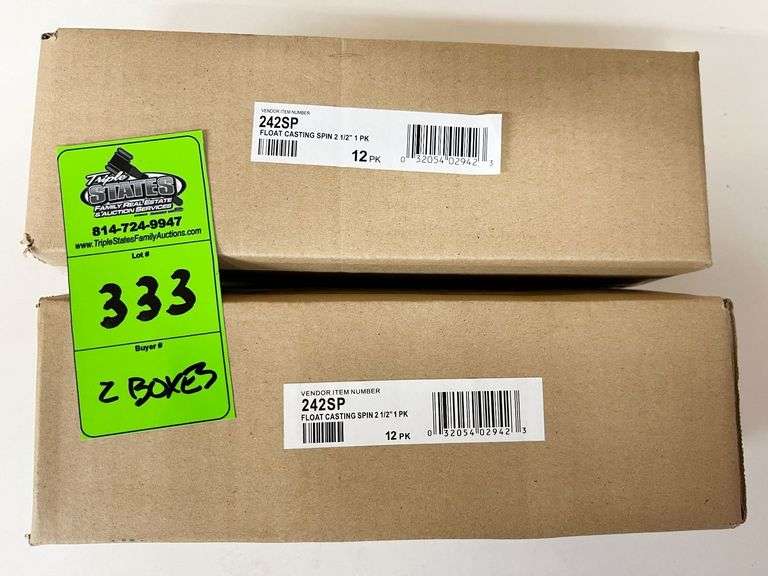 VENDOR ITEM NUMBER
242SP
FLOAT CASTING SPIN 2 1/2" 1 PK
12 PK
0 32054 02942 3
Triple
STATES
FAMILY REAL ESTATE
& AUCTION SERVICES
814-724-9947
www.TripleStatesFamilyAuctions.com
Lot #
333
Buyer #
2 BOXES
VENDOR ITEM NUMBER
242SP
FLOAT CASTING SPIN 2 1/2" 1 PK
12 PK
0 32054 02942 3